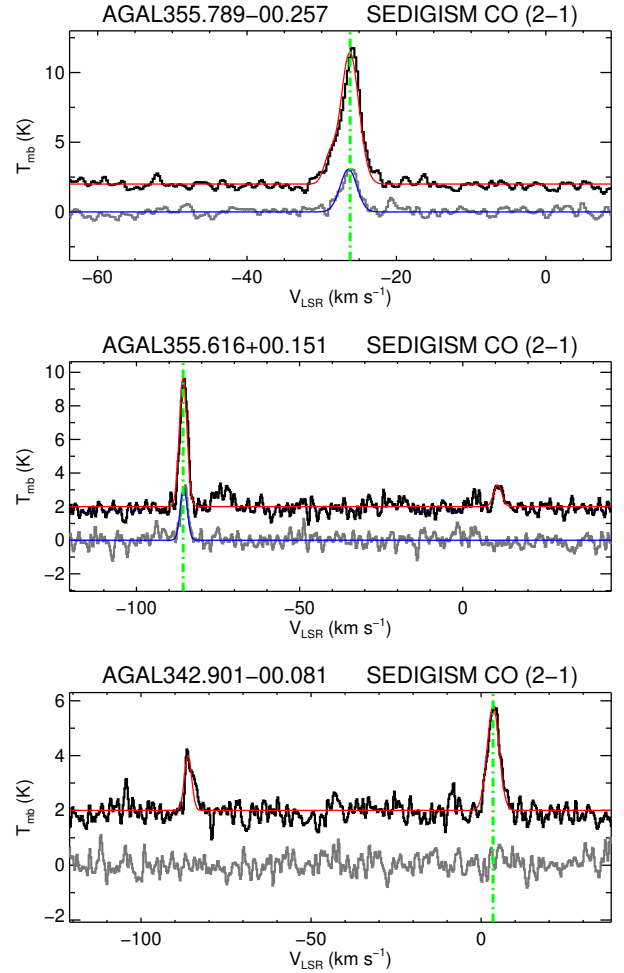 AGAL355.789−00.257 SEDIGISM CO (2−1)
10
5
0
T_mb (K)
−60 −40 −20 0
V_LSR (km s⁻¹)
AGAL355.616+00.151 SEDIGISM CO (2−1)
10
8
6
4
2
0
−2
T_mb (K)
−100 −50 0
V_LSR (km s⁻¹)
AGAL342.901−00.081 SEDIGISM CO (2−1)
6
4
2
0
−2
T_mb (K)
−100 −50 0
V_LSR (km s⁻¹)